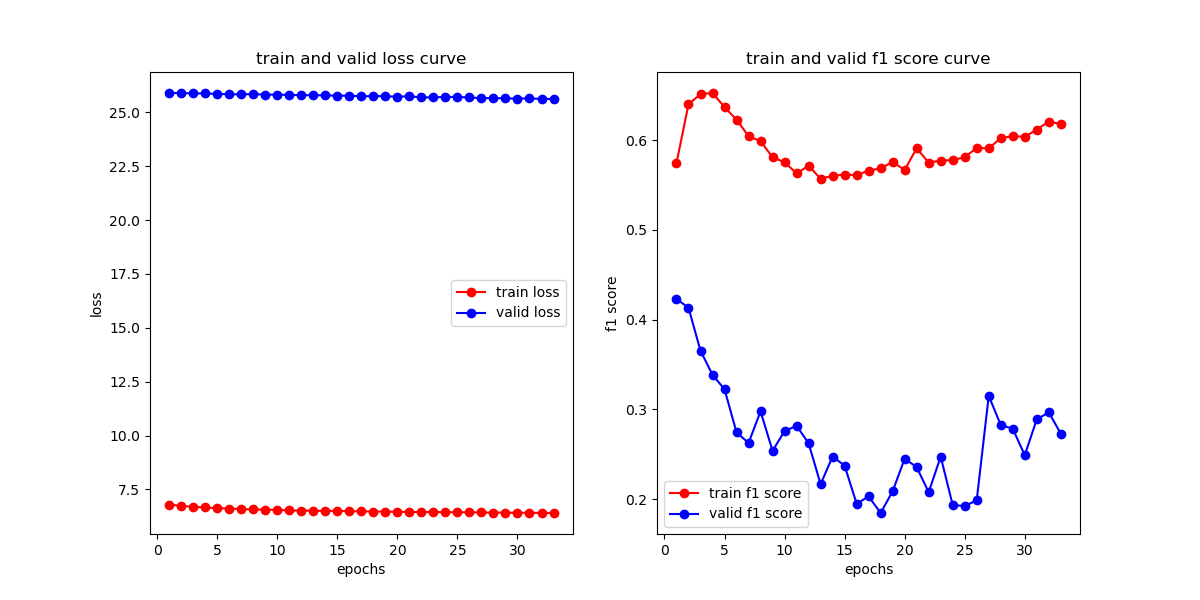 train and valid loss curve
loss
25.0
22.5
20.0
17.5
15.0
12.5
10.0
7.5
train loss
valid loss
0 5 10 15 20 25 30
epochs
train and valid f1 score curve
f1 score
0.6
0.5
0.4
0.3
0.2
train f1 score
valid f1 score
0 5 10 15 20 25 30
epochs